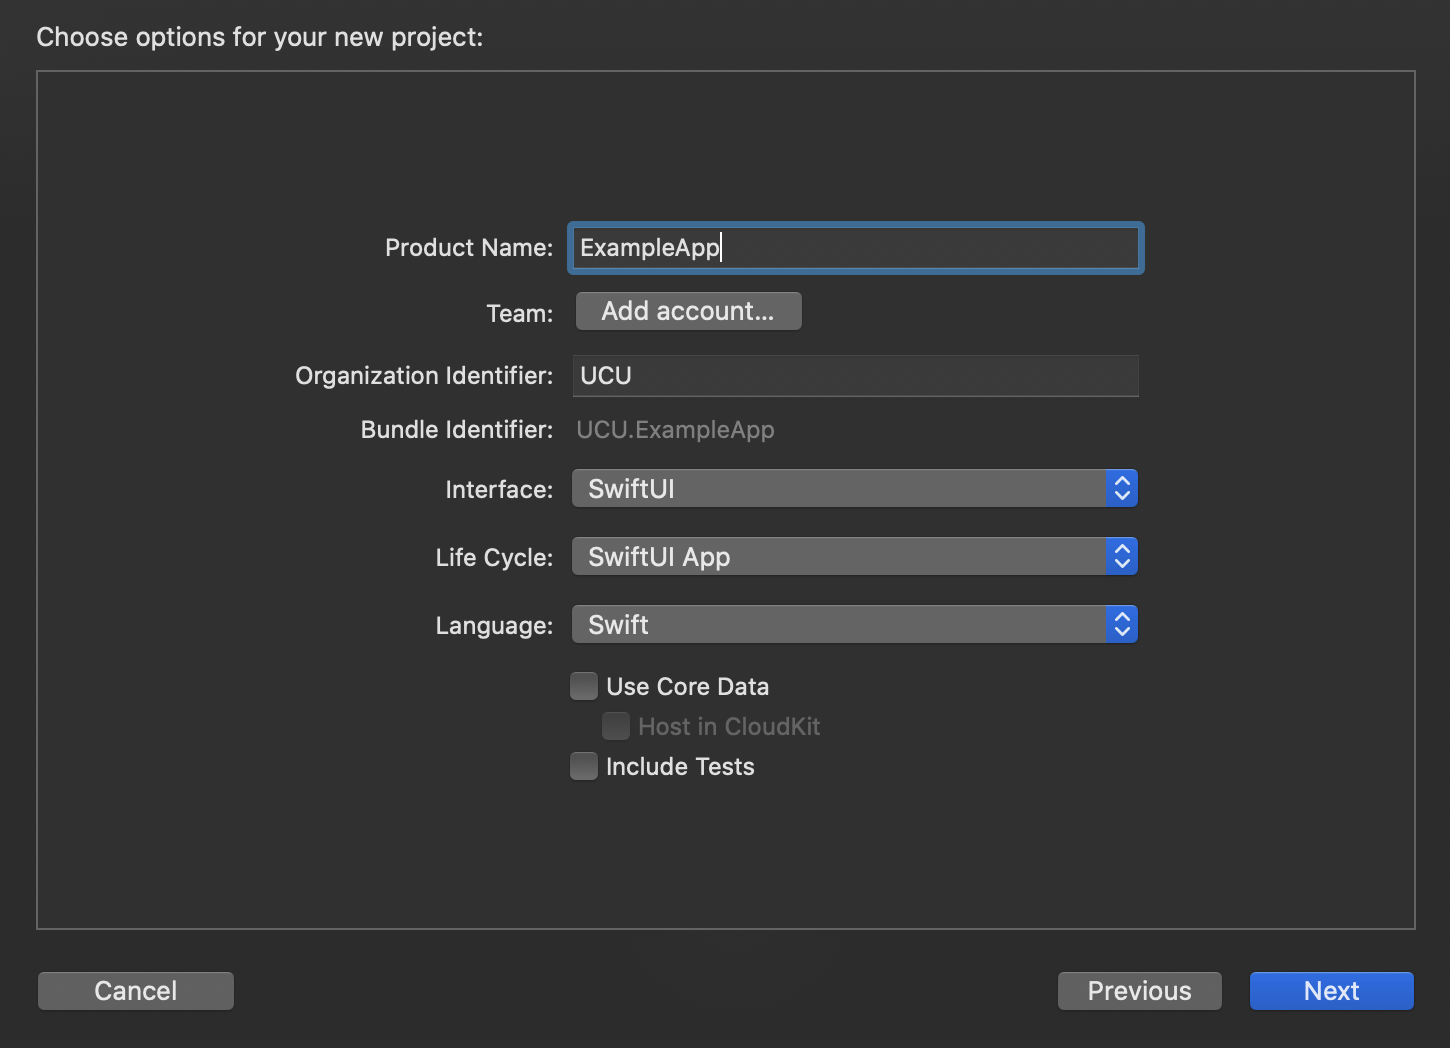 Choose options for your new project:
Product Name: ExampleApp
Team: Add account...
Organization Identifier: UCU
Bundle Identifier: UCU.ExampleApp
Interface: SwiftUI
Life Cycle: SwiftUI App
Language: Swift
Use Core Data
Host in CloudKit
Include Tests
Cancel Previous Next